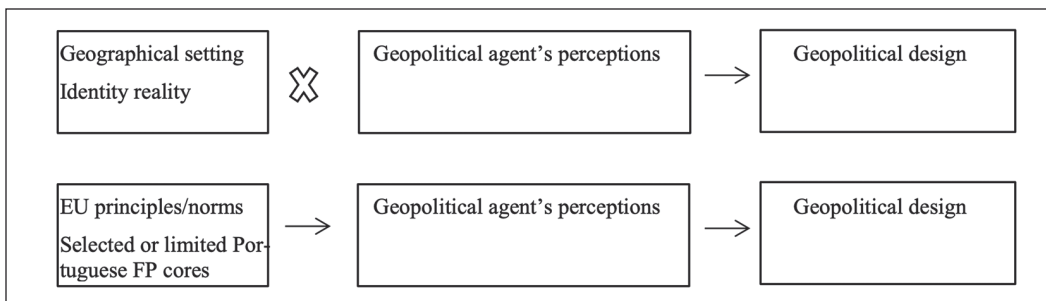 Geographical setting
Identity reality
Geopolitical agent's perceptions
Geopolitical design
EU principles/norms
Selected or limited Por-
tuguese FP cores
Geopolitical agent's perceptions
Geopolitical design